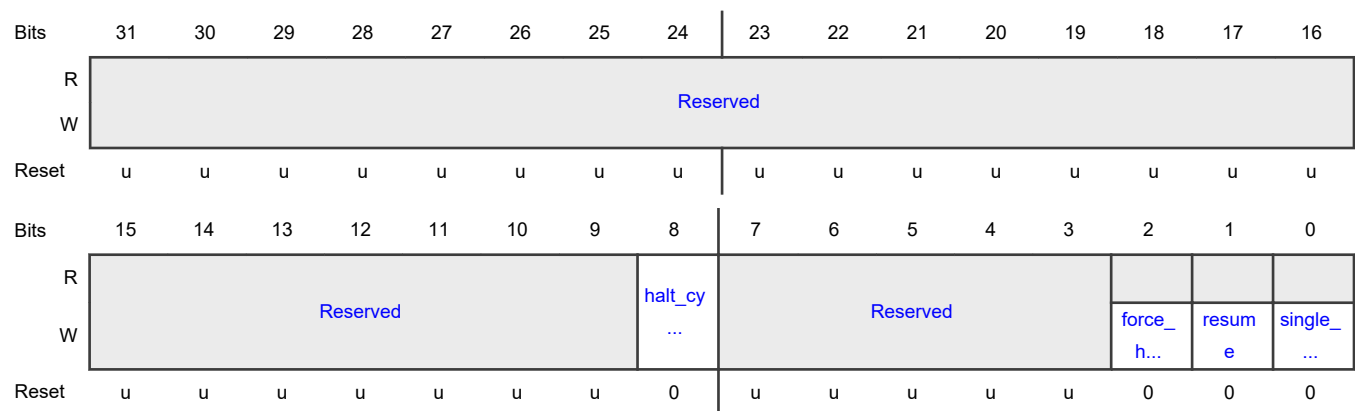 Bits 31 30 29 28 27 26 25 24 23 22 21 20 19 18 17 16
R
Reserved
W
Reset u u u u u u u u u u u u u u u u
Bits 15 14 13 12 11 10 9 8 7 6 5 4 3 2 1 0
R
Reserved halt_cy
... Reserved
W force_
h... resum
e single_
...
Reset u u u u u u u 0 u u u u u 0 0 0